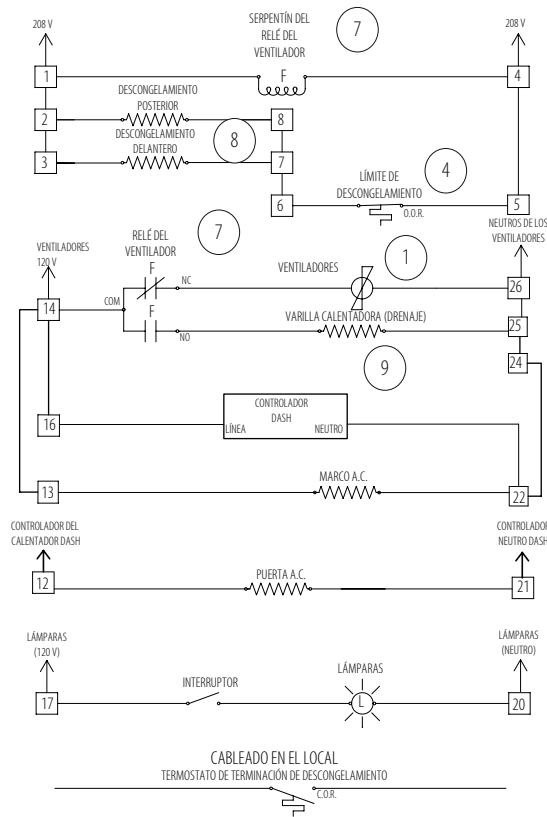 SERPENTÍN DEL
RELÉ DEL
VENTILADOR
7
208 V
208 V
1
F
4
DESCONGELAMIENTO
POSTERIOR
2
8
DESCONGELAMIENTO
DELANTERO
8
3
7
4
LÍMITE DE
DESCONGELAMIENTO
6
O.O.R.
5
NEUTROS DE LOS
VENTILADORES
7
RELÉ DEL
VENTILADOR
VENTILADORES
120 V
F
NC
VENTILADORES
1
26
COM
14
F
NO
VARILLA CALENTADORA (DRENAJE)
25
24
9
CONTROLADOR
DASH
16
LÍNEA
NEUTRO
13
MARCO A.C.
22
CONTROLADOR DEL
CALENTADOR DASH
CONTROLADOR
NEUTRO DASH
12
PUERTA A.C.
21
LÁMPARAS
(120 V)
LÁMPARAS
(NEUTRO)
INTERRUPTOR
LÁMPARAS
17
L
20
CABLEADO EN EL LOCAL
TERMOSTATO DE TERMINACIÓN DE DESCONGELAMIENTO
C.O.R.